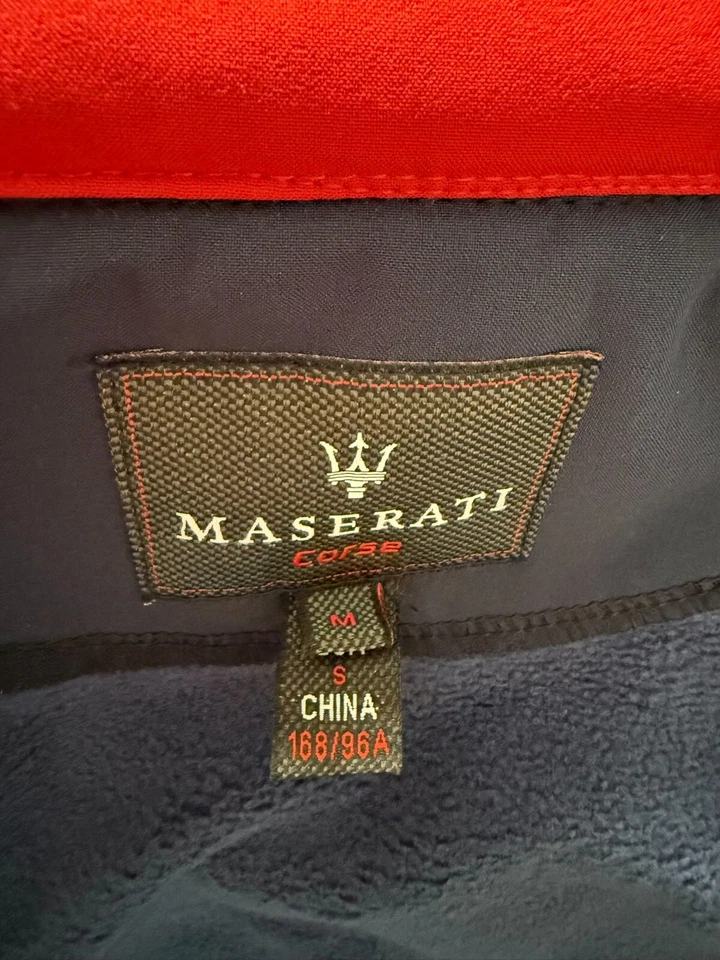 MASERATI
Corse
M
S
CHINA
168/96A